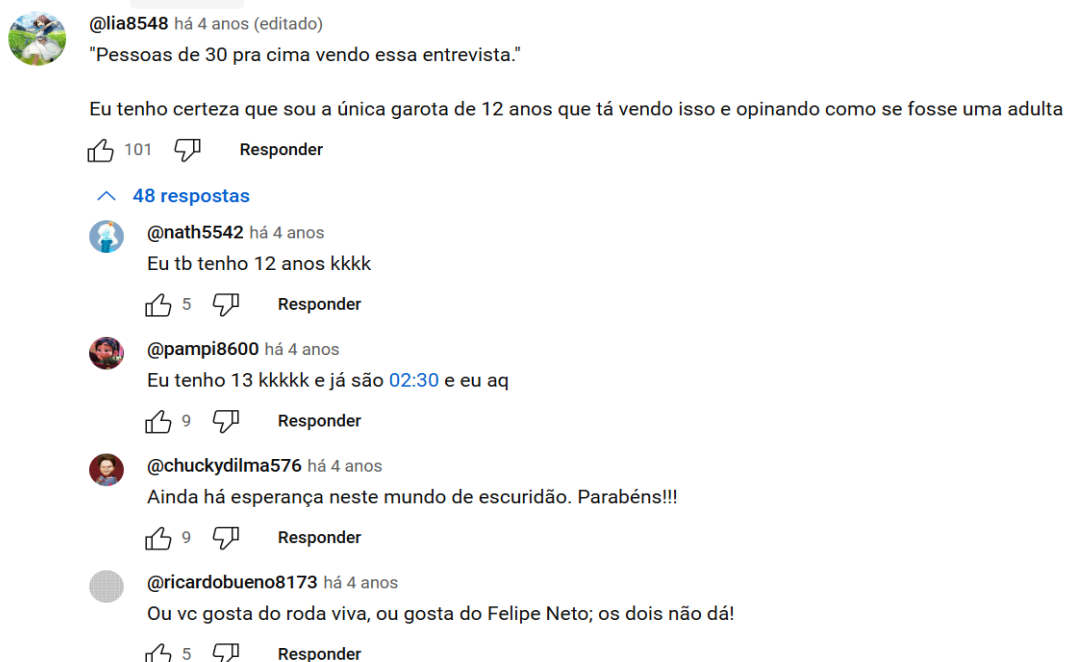 @lia8548 há 4 anos (editado)
"Pessoas de 30 pra cima vendo essa entrevista."
Eu tenho certeza que sou a única garota de 12 anos que tá vendo isso e opinando como se fosse uma adulta
101 Responder
48 respostas
@nath5542 há 4 anos
Eu tb tenho 12 anos kkkk
5 Responder
@pampi8600 há 4 anos
Eu tenho 13 kkkkk e já são 02:30 e eu aq
9 Responder
@chuckydilma576 há 4 anos
Ainda há esperança neste mundo de escuridão. Parabéns!!!
9 Responder
@ricardobueno8173 há 4 anos
Ou vc gosta do roda viva, ou gosta do Felipe Neto; os dois não dá!
5 Responder